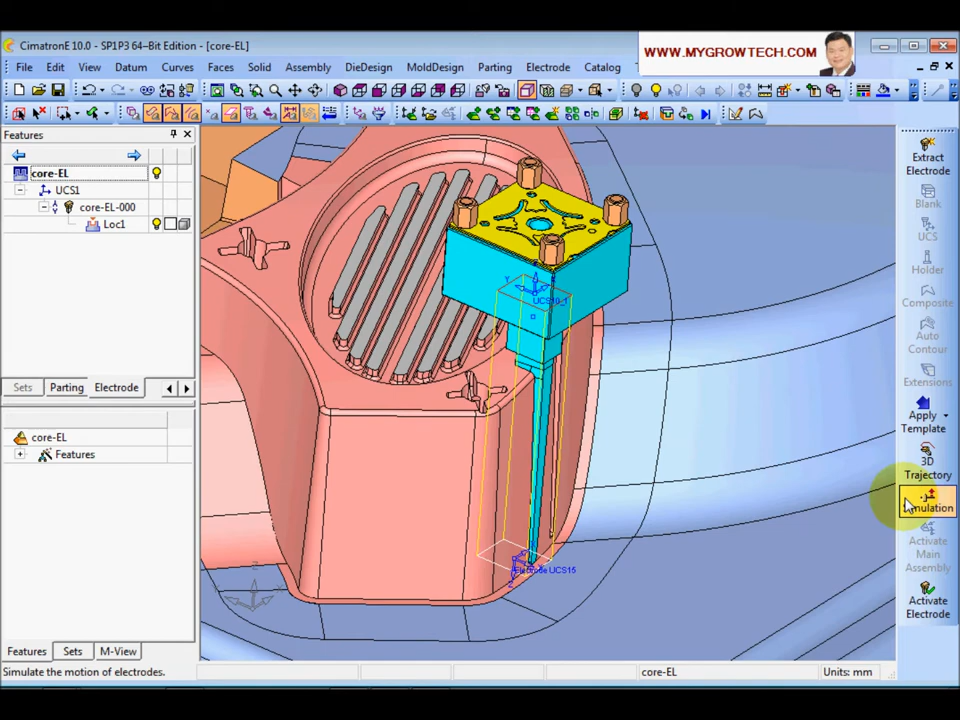 CimatronE 10.0 - SP1P3 64–Bit Edition - [core-EL]
WWW.MYGROWTECH.COM
File Edit View Datum Curves Faces Solid Assembly DieDesign MoldDesign Parting Electrode Catalog
Features
core-EL
UCS1
core-EL-000
Loc1
Sets Parting Electrode
core-EL
Features
Features Sets M-View
Simulate the motion of electrodes.
core-EL
Units: mm
Electrode UCS15
Extract
Electrode
Blank
UCS
Holder
Composite
Auto
Contour
Extensions
Apply
Template
3D
Trajectory
Activate
Main
Assembly
Activate
Electrode